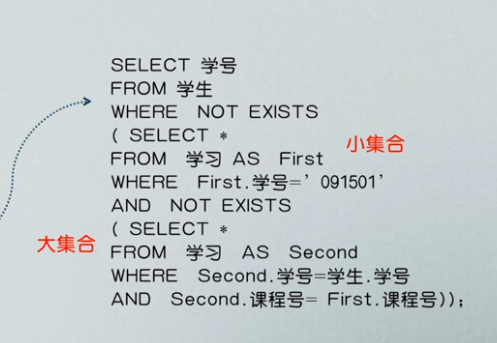 SELECT 学号
FROM 学生
WHERE NOT EXISTS
( SELECT *
小集合
FROM 学习 AS First
WHERE First.学号=’091501’
AND NOT EXISTS
( SELECT *
大集合
FROM 学习 AS Second
WHERE Second.学号=学生.学号
AND Second.课程号= First.课程号));